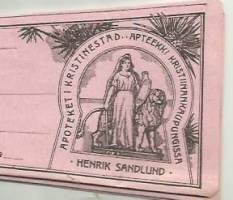 APOTEKET I KRISTINESTAD. APTEEKKI KRISTIINANKAUPUNGISSA
· HENRIK SANDLUND ·